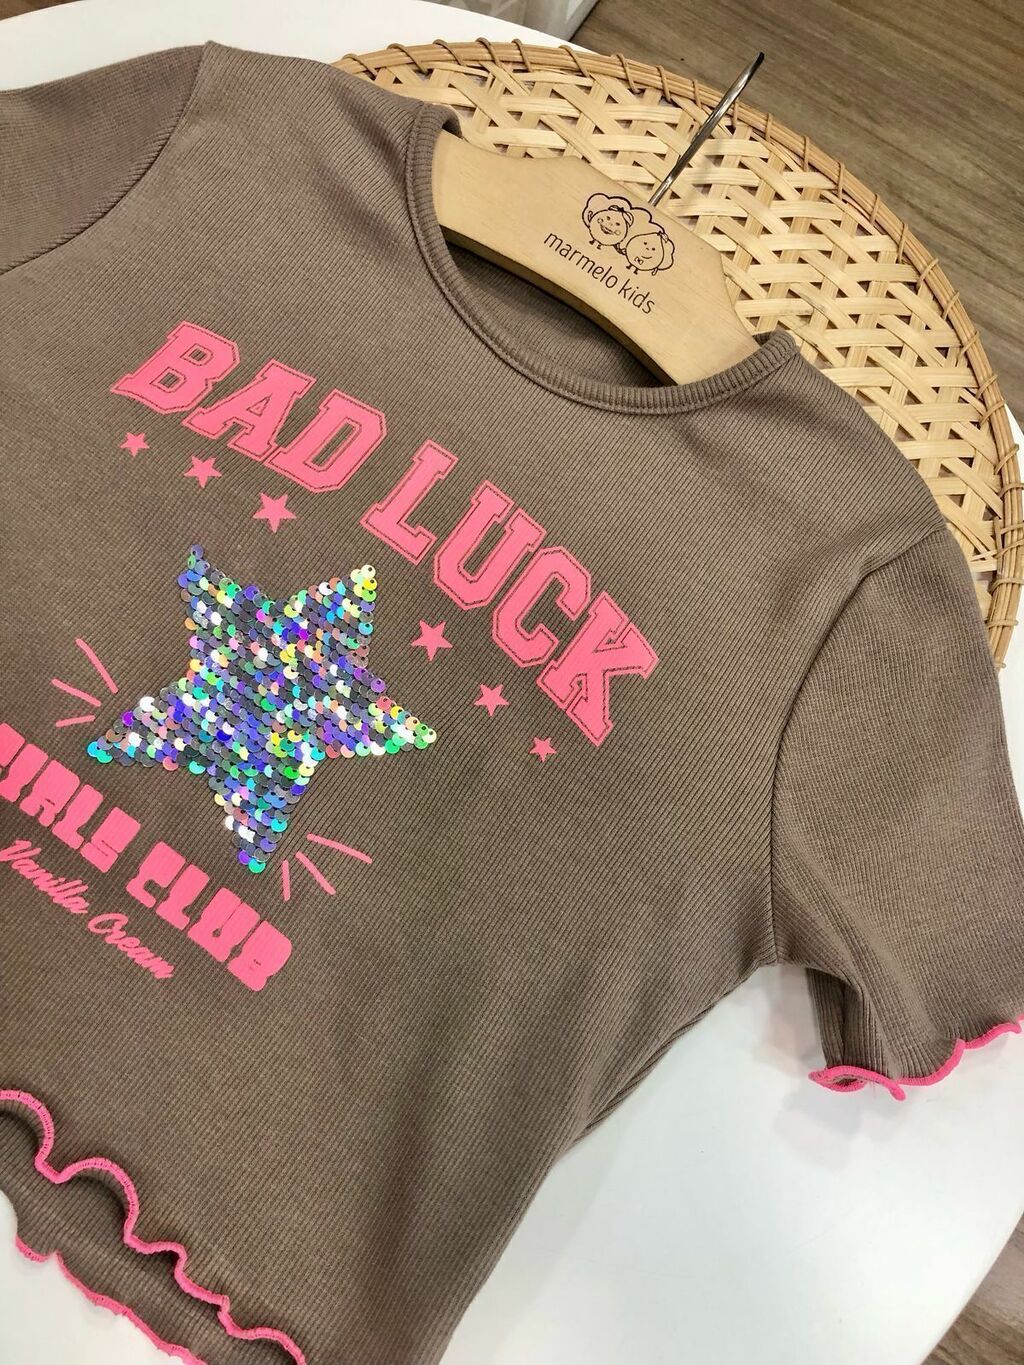 marmelo kids
BAD LUCK
GIRLS CLUB
Vanilla Cream